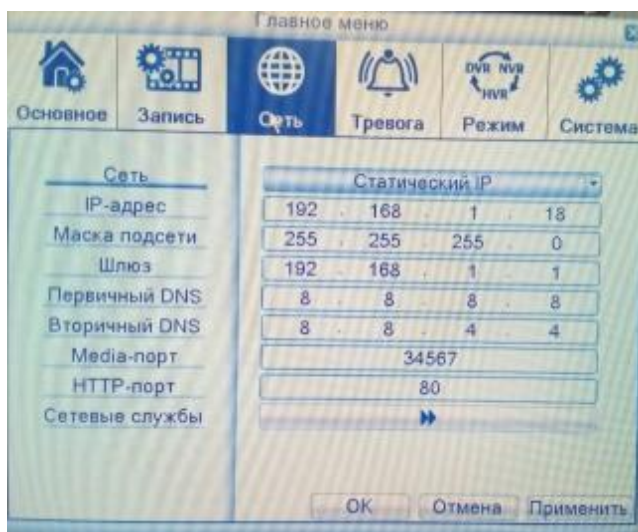 Главное меню
Основное Запись Сеть Тревога DVR NVR HVR Режим Система
Сеть Статический IP
IP-адрес 192 . 168 . 1 . 18
Маска подсети 255 . 255 . 255 . 0
Шлюз 192 . 168 . 1 . 1
Первичный DNS 8 . 8 . 8 . 8
Вторичный DNS 8 . 8 . 4 . 4
Media-порт 34567
HTTP-порт 80
Сетевые службы
OK Отмена Применить